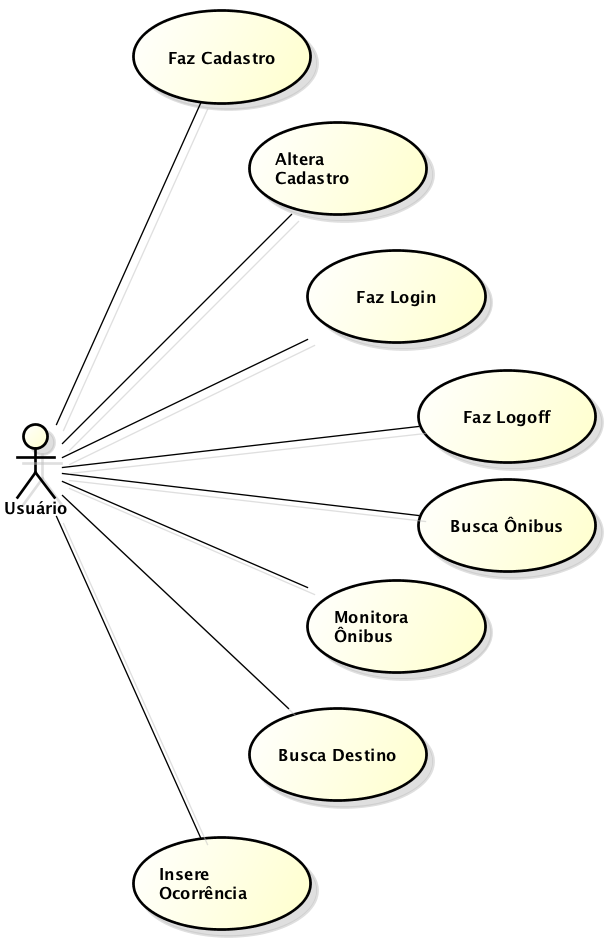 Faz Cadastro
Altera
Cadastro
Faz Login
Faz Logoff
Usuário
Busca Ônibus
Monitora
Ônibus
Busca Destino
Insere
Ocorrência